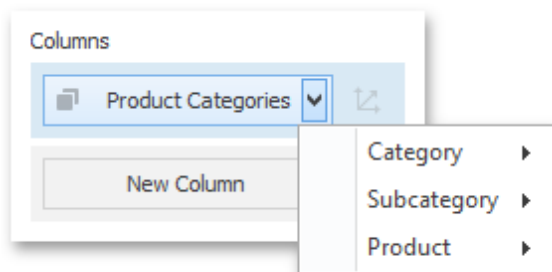 Columns
Product Categories
New Column
Category
Subcategory
Product